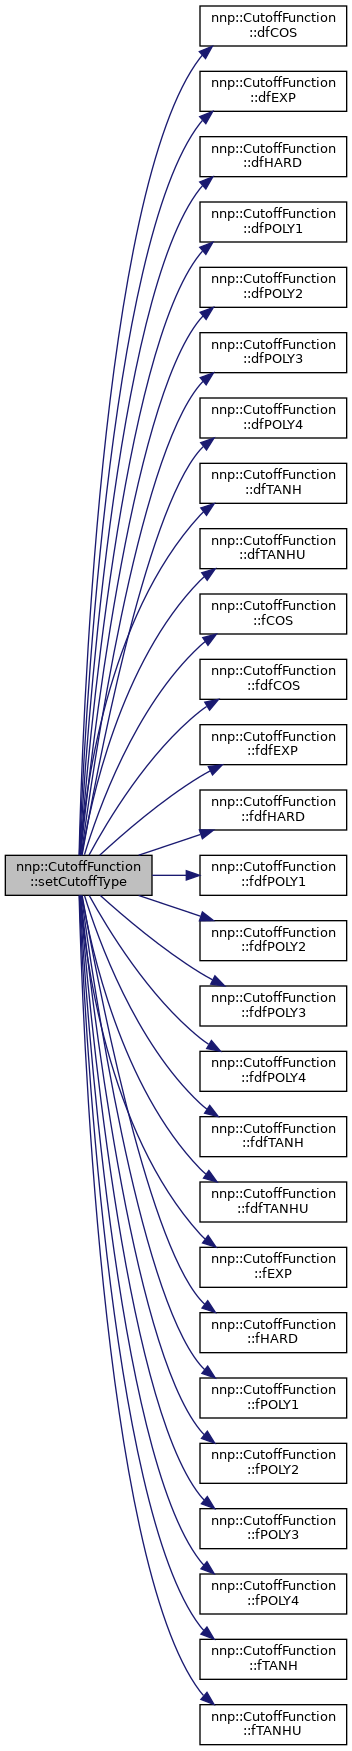 nnp::CutoffFunction
::setCutoffType
nnp::CutoffFunction
::dfCOS
nnp::CutoffFunction
::dfEXP
nnp::CutoffFunction
::dfHARD
nnp::CutoffFunction
::dfPOLY1
nnp::CutoffFunction
::dfPOLY2
nnp::CutoffFunction
::dfPOLY3
nnp::CutoffFunction
::dfPOLY4
nnp::CutoffFunction
::dfTANH
nnp::CutoffFunction
::dfTANHU
nnp::CutoffFunction
::fCOS
nnp::CutoffFunction
::fdfCOS
nnp::CutoffFunction
::fdfEXP
nnp::CutoffFunction
::fdfHARD
nnp::CutoffFunction
::fdfPOLY1
nnp::CutoffFunction
::fdfPOLY2
nnp::CutoffFunction
::fdfPOLY3
nnp::CutoffFunction
::fdfPOLY4
nnp::CutoffFunction
::fdfTANH
nnp::CutoffFunction
::fdfTANHU
nnp::CutoffFunction
::fEXP
nnp::CutoffFunction
::fHARD
nnp::CutoffFunction
::fPOLY1
nnp::CutoffFunction
::fPOLY2
nnp::CutoffFunction
::fPOLY3
nnp::CutoffFunction
::fPOLY4
nnp::CutoffFunction
::fTANH
nnp::CutoffFunction
::fTANHU